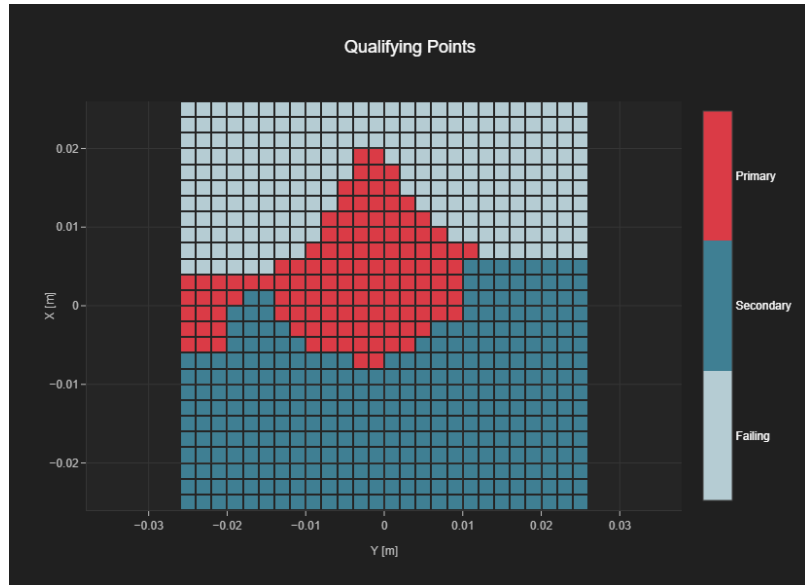 Qualifying Points
0.02
0.01
0
−0.01
−0.02
X [m]
−0.03
−0.02
−0.01
0
0.01
0.02
0.03
Y [m]
Primary
Secondary
Failing